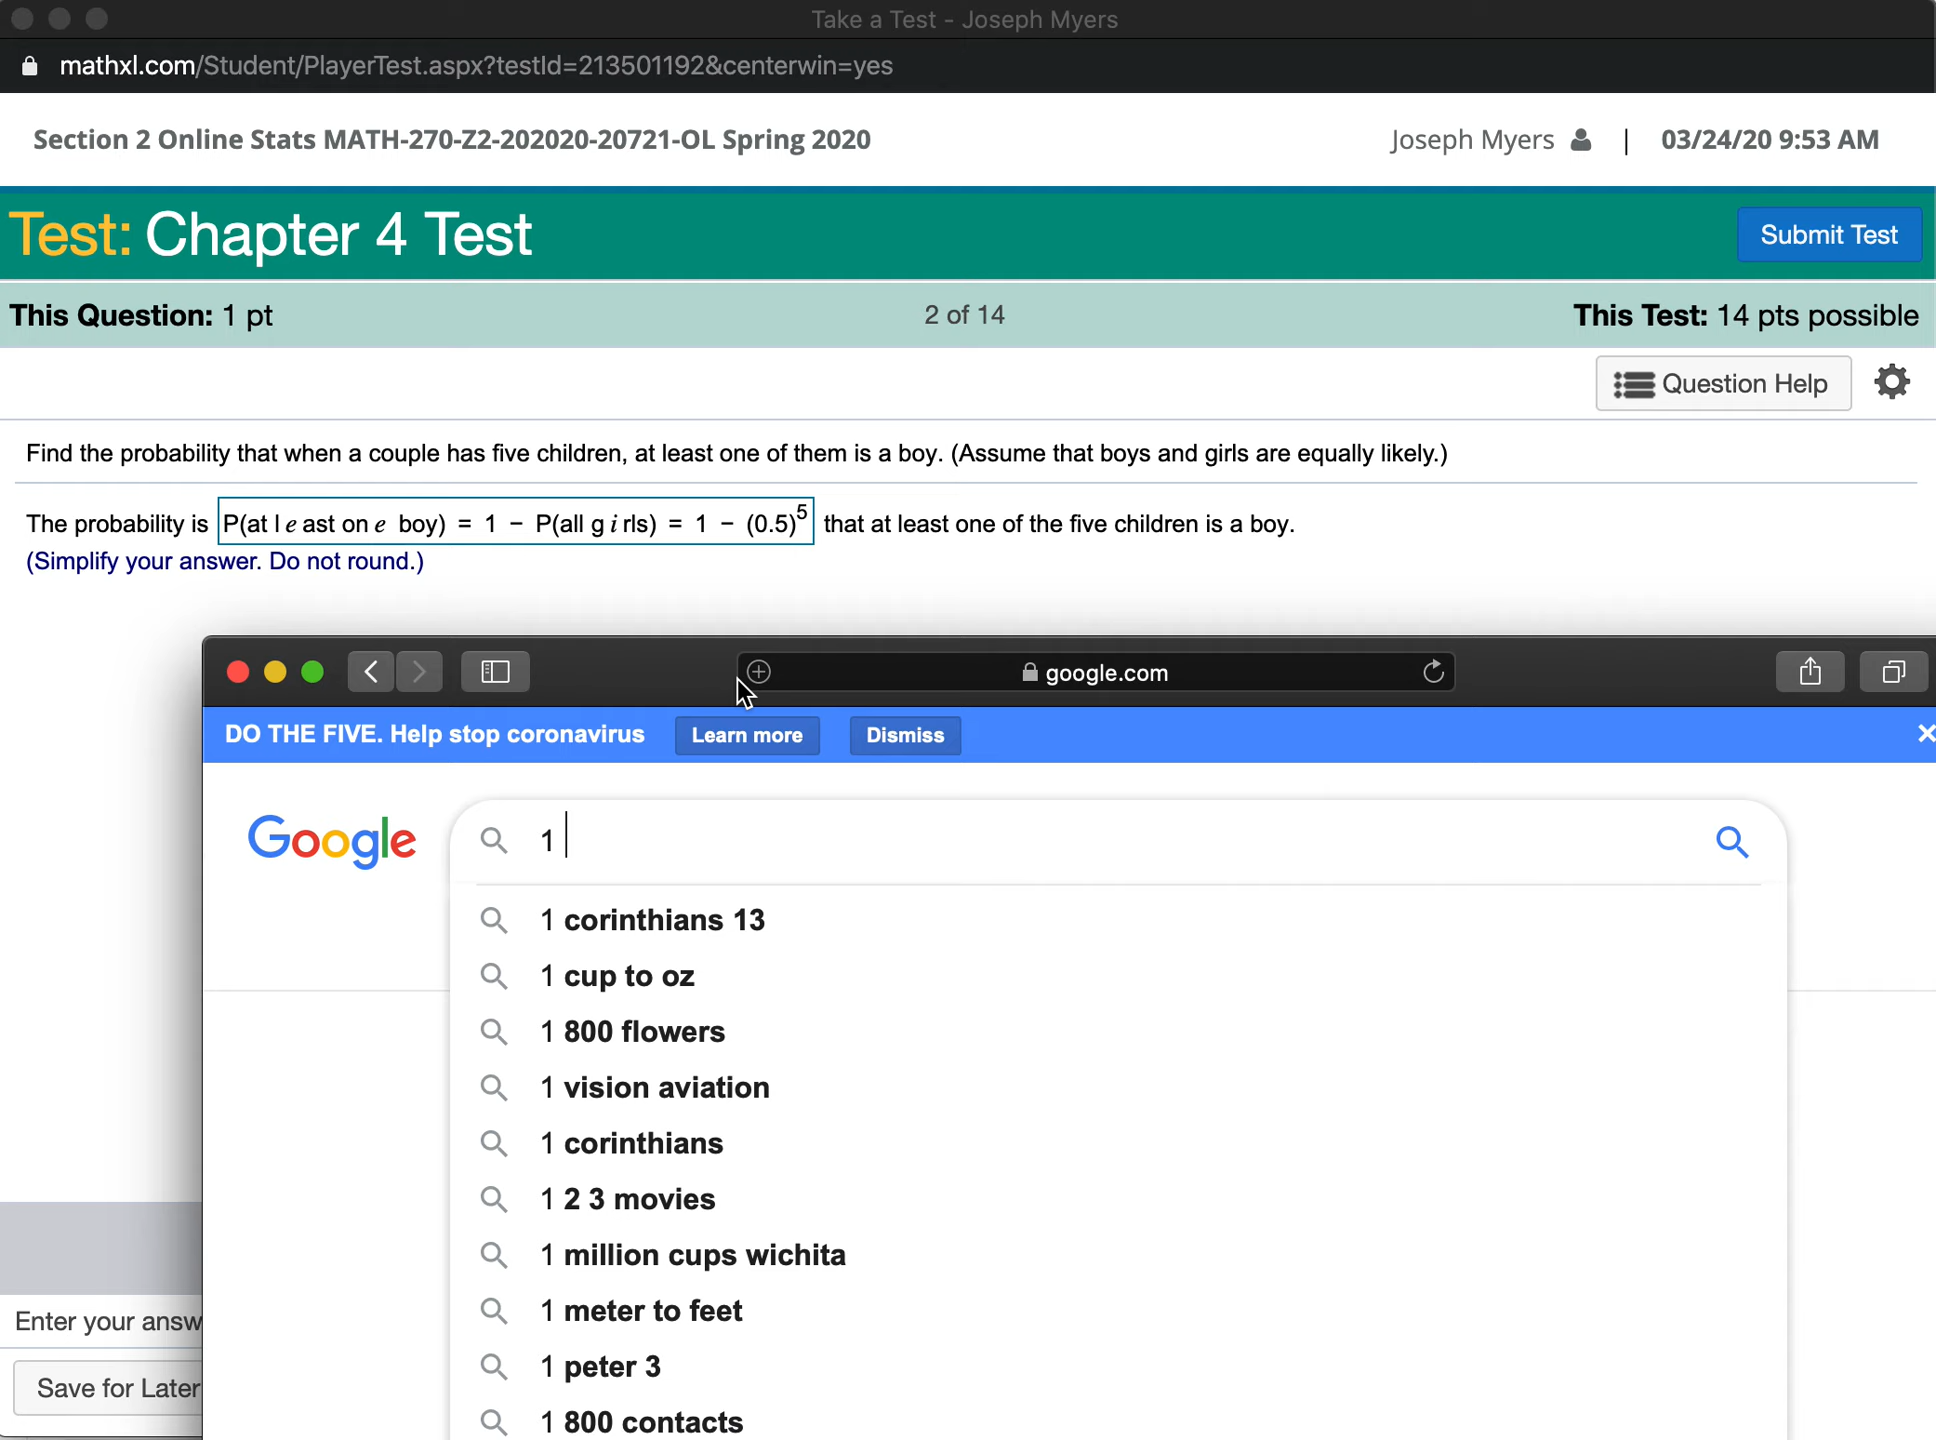 Take a Test - Joseph Myers
mathxl.com/Student/PlayerTest.aspx?testId=213501192&centerwin=yes
Section 2 Online Stats MATH-270-Z2-202020-20721-OL Spring 2020 Joseph Myers | 03/24/20 9:53 AM
Test: Chapter 4 Test Submit Test
This Question: 1 pt 2 of 14 This Test: 14 pts possible
Question Help
Find the probability that when a couple has five children, at least one of them is a boy. (Assume that boys and girls are equally likely.)
The probability is P(at l e ast on e boy) = 1 − P(all g i rls) = 1 − (0.5)⁵ that at least one of the five children is a boy.
(Simplify your answer. Do not round.)
google.com
DO THE FIVE. Help stop coronavirus Learn more Dismiss
Google 1
1 corinthians 13
1 cup to oz
1 800 flowers
1 vision aviation
1 corinthians
1 2 3 movies
1 million cups wichita
1 meter to feet
1 peter 3
1 800 contacts
Enter your answ
Save for Later